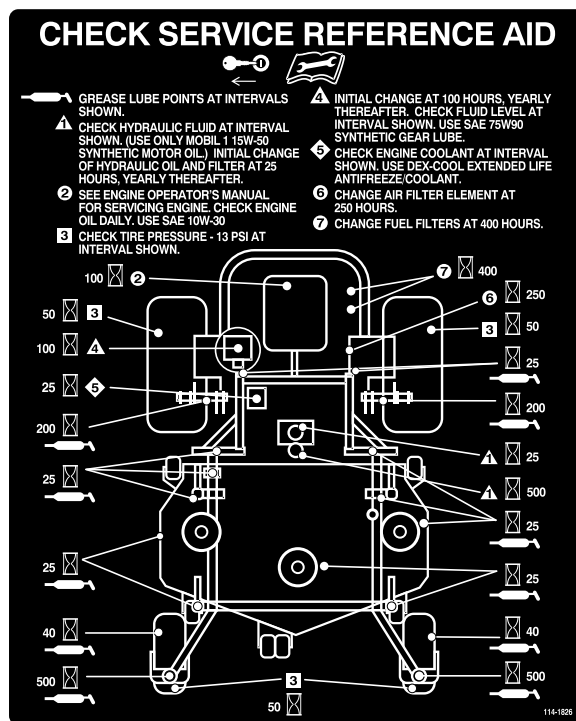 CHECK SERVICE REFERENCE AID
GREASE LUBE POINTS AT INTERVALS
SHOWN.
1 CHECK HYDRAULIC FLUID AT INTERVAL
SHOWN. (USE ONLY MOBIL 1 15W-50
SYNTHETIC MOTOR OIL.) INITIAL CHANGE
OF HYDRAULIC OIL AND FILTER AT 25
HOURS, YEARLY THEREAFTER.
2 SEE ENGINE OPERATOR'S MANUAL
FOR SERVICING ENGINE. CHECK ENGINE
OIL DAILY. USE SAE 10W-30
3 CHECK TIRE PRESSURE - 13 PSI AT
INTERVAL SHOWN.
4 INITIAL CHANGE AT 100 HOURS, YEARLY
THEREAFTER. CHECK FLUID LEVEL AT
INTERVAL SHOWN. USE SAE 75W90
SYNTHETIC GEAR LUBE.
5 CHECK ENGINE COOLANT AT INTERVAL
SHOWN. USE DEX-COOL EXTENDED LIFE
ANTIFREEZE/COOLANT.
6 CHANGE AIR FILTER ELEMENT AT
250 HOURS.
7 CHANGE FUEL FILTERS AT 400 HOURS.
100 2
50 3
100 4
25 5
200
25
25
40
500
7 400
6 250
3 50
25
200
1 25
1 500
25
25
40
500
3
50
114-1826